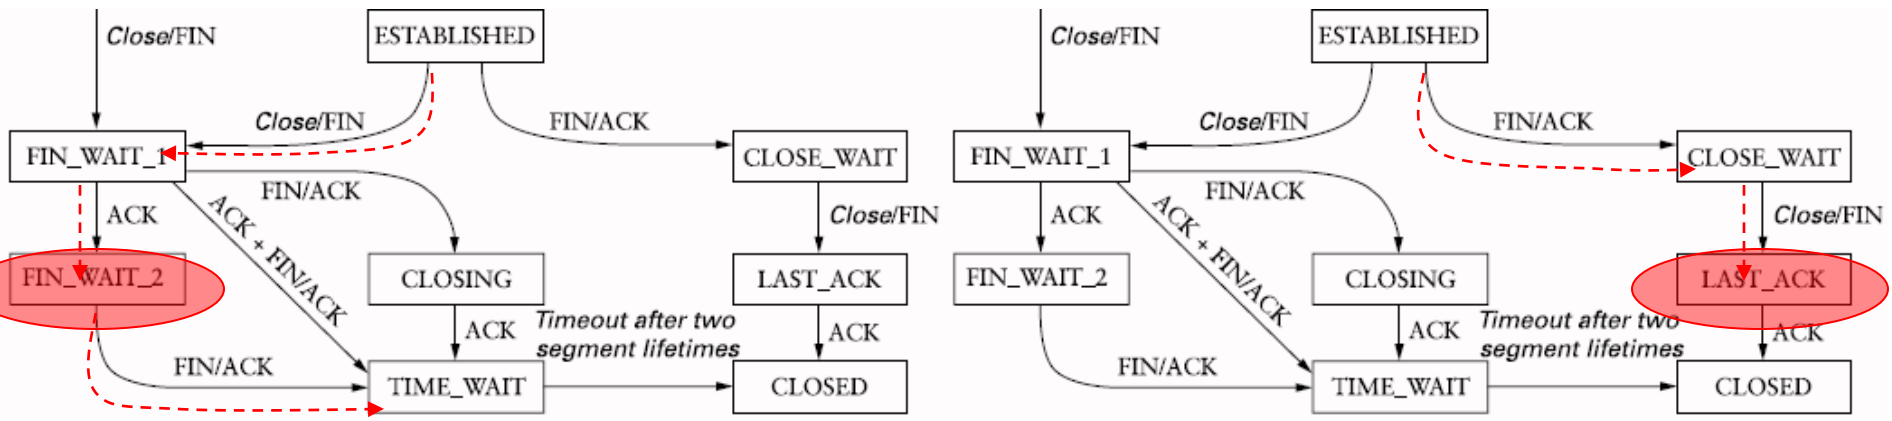 Close/FIN
ESTABLISHED
Close/FIN
FIN/ACK
FIN_WAIT_1
CLOSE_WAIT
FIN/ACK
ACK
ACK + FIN/ACK
Close/FIN
FIN_WAIT_2
CLOSING
LAST_ACK
ACK
Timeout after two
segment lifetimes
ACK
FIN/ACK
TIME_WAIT
CLOSED
Close/FIN
ESTABLISHED
Close/FIN
FIN/ACK
FIN_WAIT_1
CLOSE_WAIT
FIN/ACK
ACK
ACK + FIN/ACK
Close/FIN
FIN_WAIT_2
CLOSING
LAST_ACK
ACK
Timeout after two
segment lifetimes
ACK
FIN/ACK
TIME_WAIT
CLOSED